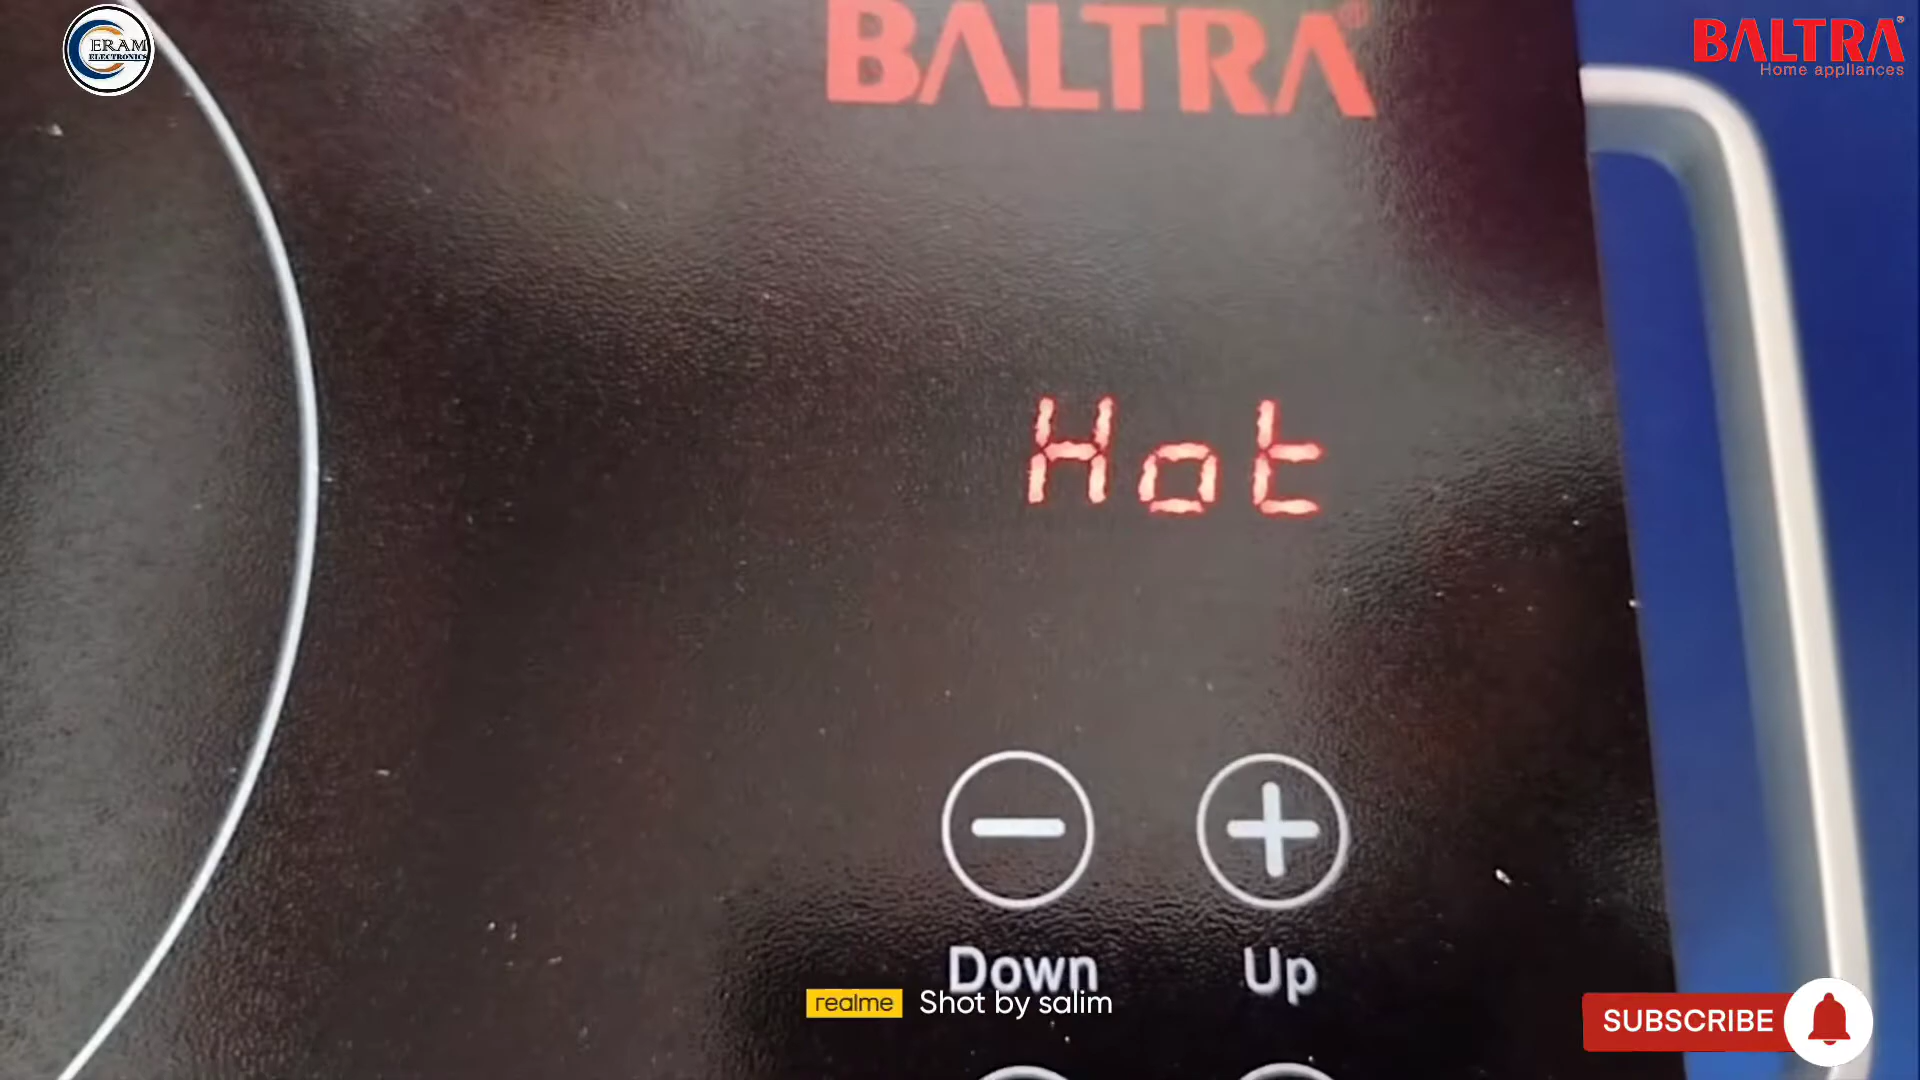 ERAM
ELECTRONICS
BALTRA®
BALTRA®
Home appliances
Hot
Down
Up
realme Shot by salim
SUBSCRIBE